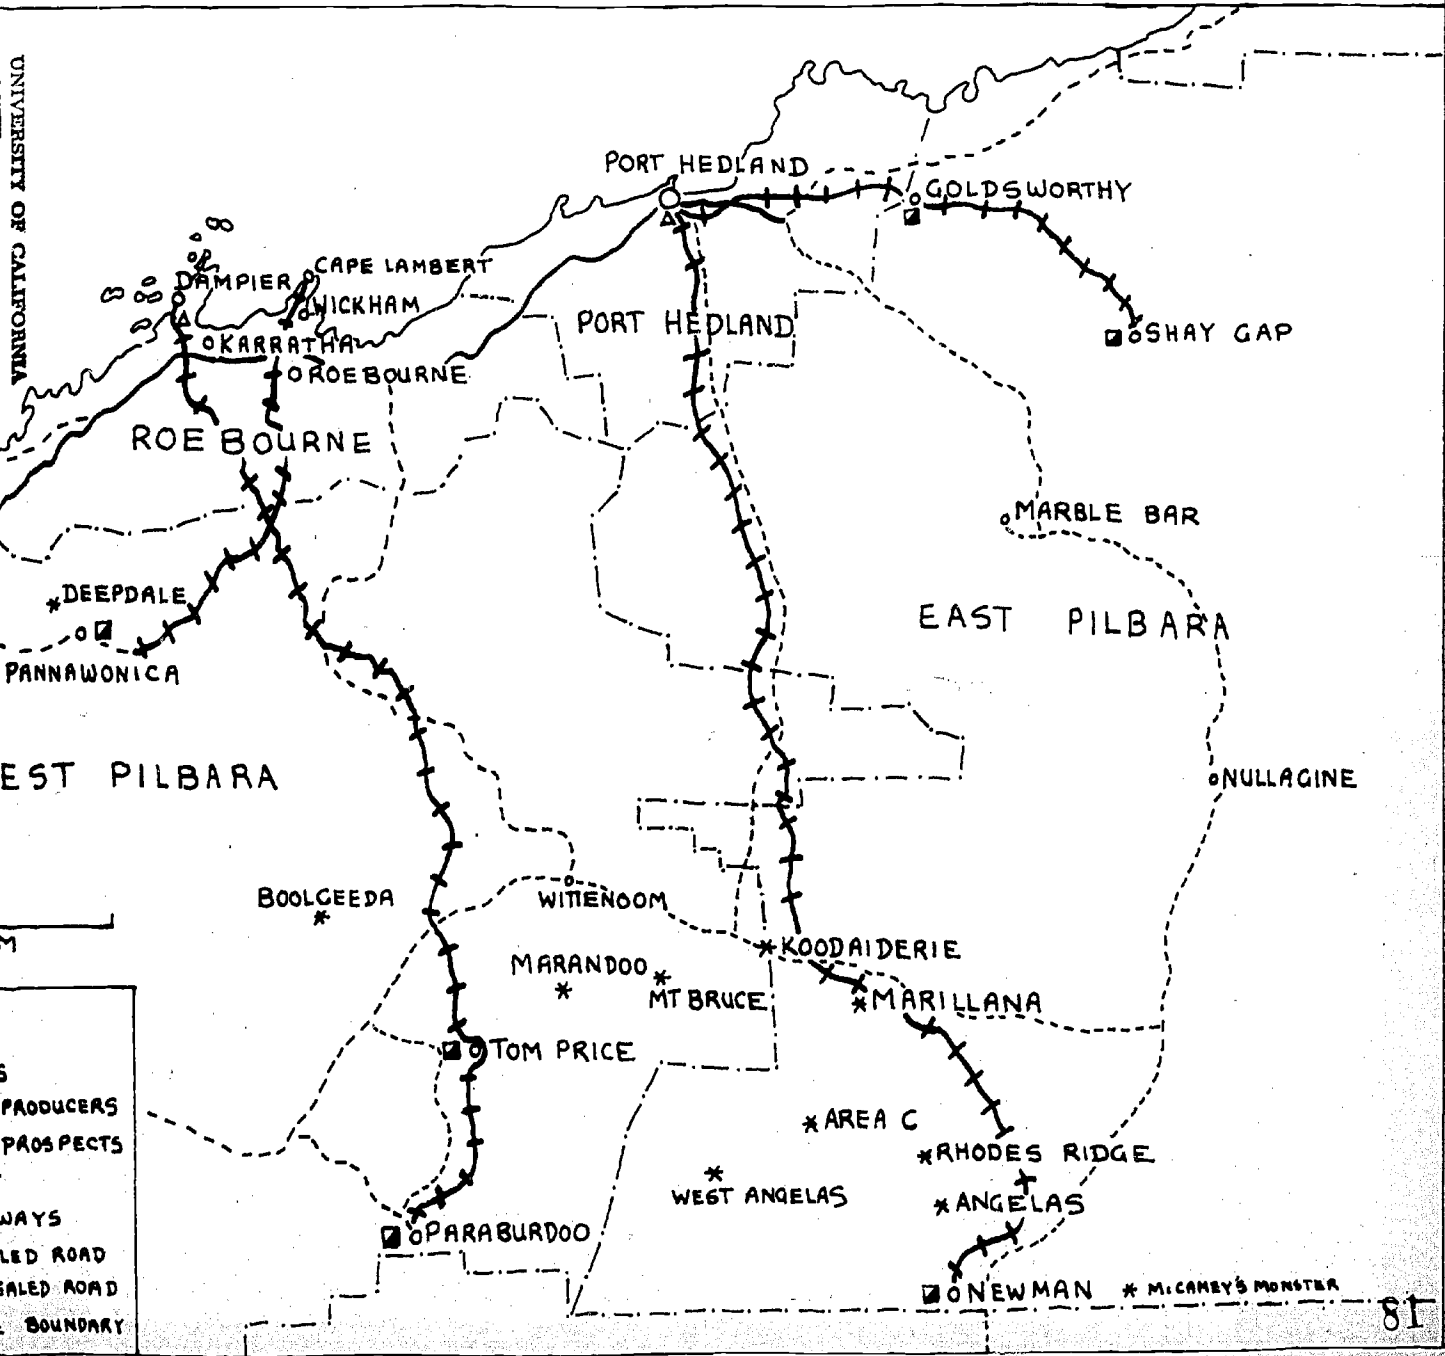 UNIVERSITY OF CALIFORNIA
PORT HEDLAND
GOLDSWORTHY
CAPE LAMBERT
DAMPIER
WICKHAM
PORT HEDLAND
SHAY GAP
KARRATHA
ROEBOURNE
ROEBOURNE
MARBLE BAR
DEEPDALE
EAST PILBARA
PANNAWONICA
EST PILBARA
NULLAGINE
BOOLGEEDA
WITTENOOM
M
KOODAIDERIE
MARANDOO
MT BRUCE
MARILLANA
TOM PRICE
S
PRODUCERS
AREA C
PROSPECTS
RHODES RIDGE
WEST ANGELAS
ANGELAS
WAYS
PARABURDOO
LED ROAD
EALED ROAD
NEWMAN
McCAMEY'S MONSTER
BOUNDARY
81